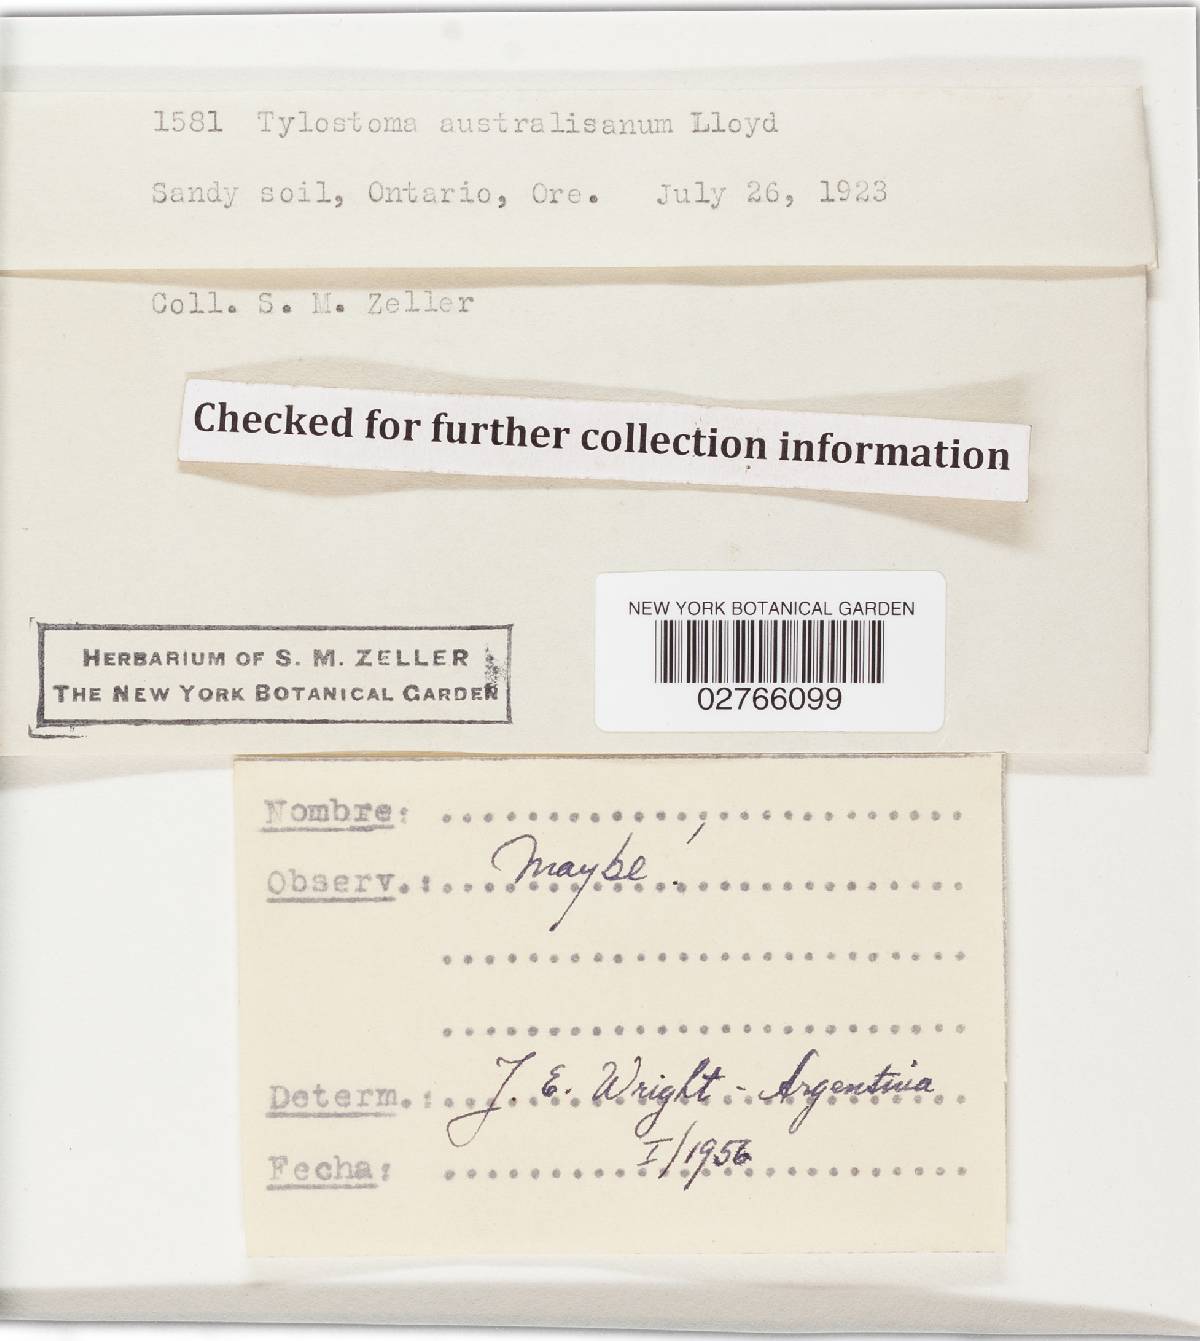 1581 Tylostoma australisanum Lloyd
Sandy soil, Ontario, Ore. July 26, 1923
Coll. S. M. Zeller
Checked for further collection information
NEW YORK BOTANICAL GARDEN
02766099
HERBARIUM OF S. M. ZELLER
THE NEW YORK BOTANICAL GARDEN
Nombre:
Observ.: Maybe!
Determ.: J. E. Wright - Argentina
Fecha: I/1956